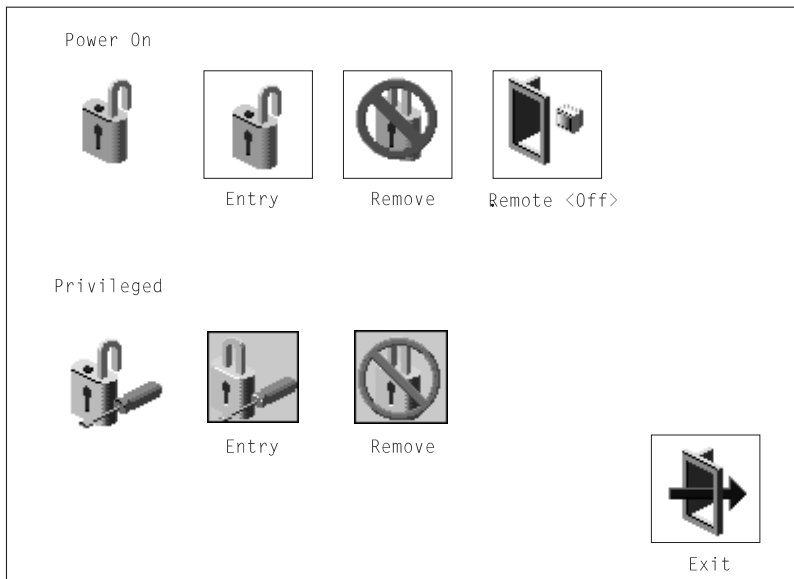 Power On
Entry
Remove
Remote <Off>
Privileged
Entry
Remove
Exit